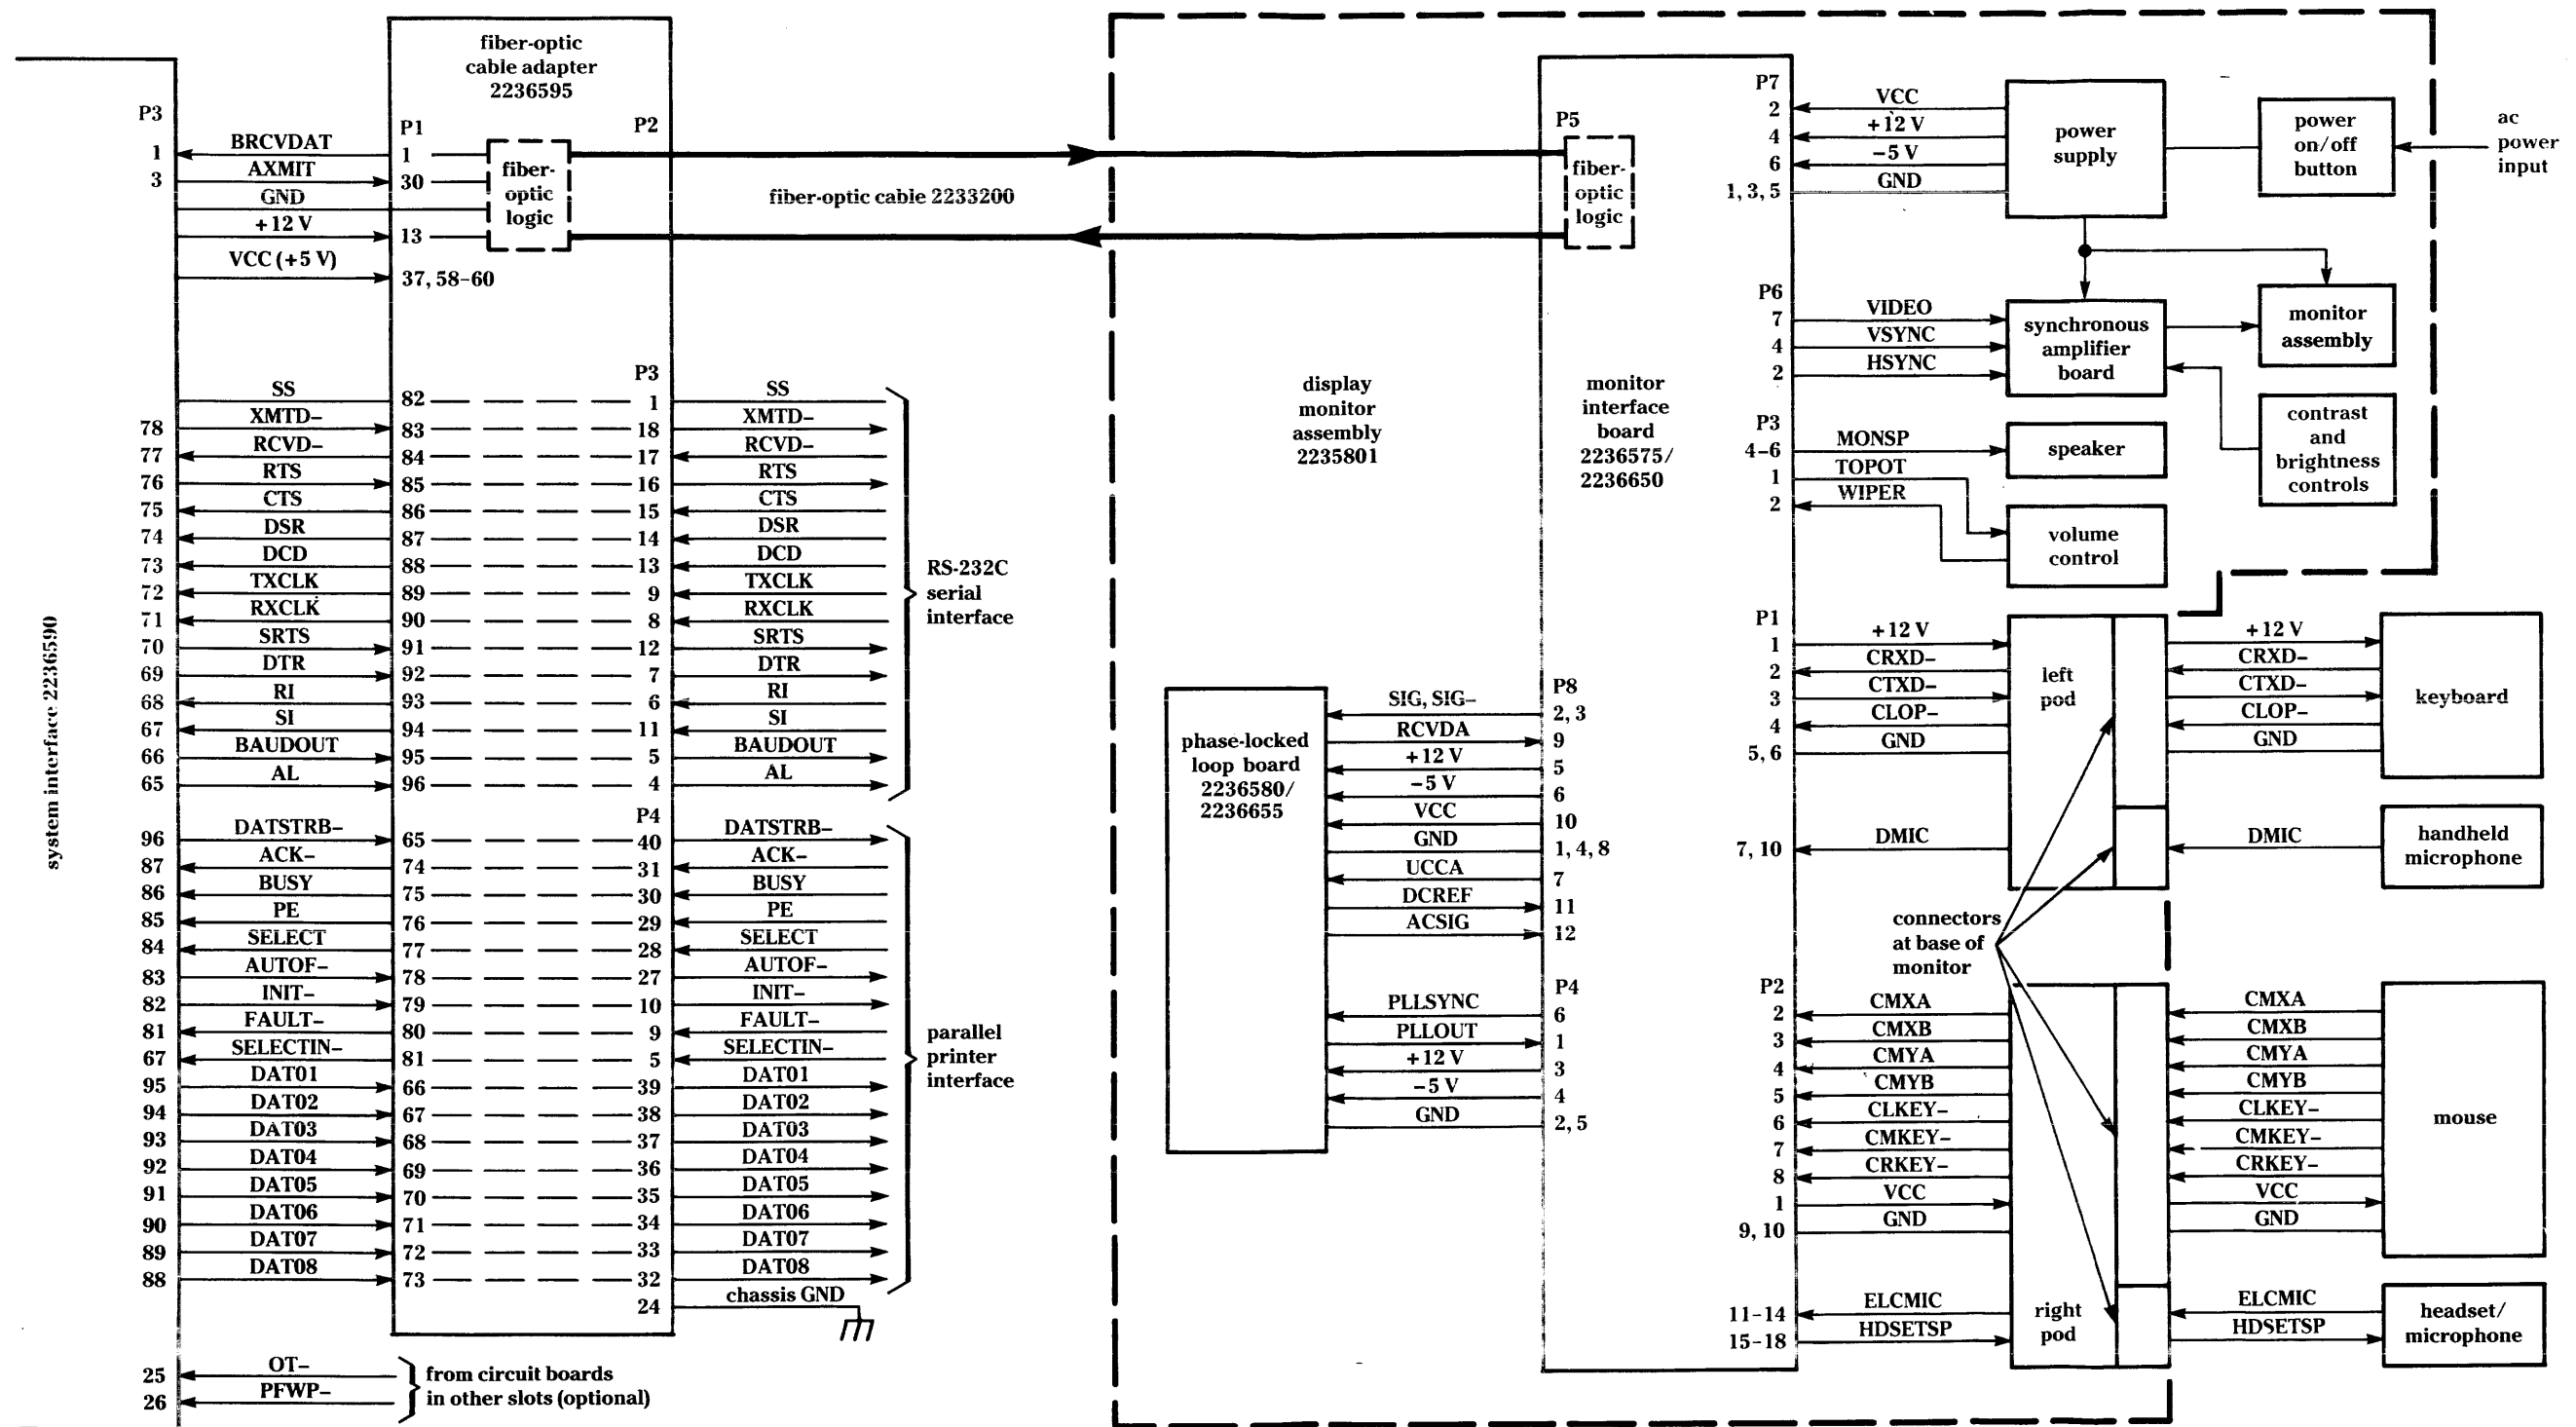 system interface 2236590
P3
1
3
BRCVDAT
AXMIT
GND
+12 V
VCC (+5 V)
fiber-optic
cable adapter
2236595
P1
1
30
13
37, 58-60
fiber-
optic
logic
P2
fiber-optic cable 2233200
78 SS 82 1 SS
XMTD- 83 18 XMTD-
77 RCVD- 84 17 RCVD-
76 RTS 85 16 RTS
75 CTS 86 15 CTS
74 DSR 87 14 DSR
73 DCD 88 13 DCD
72 TXCLK 89 9 TXCLK
71 RXCLK 90 8 RXCLK
70 SRTS 91 12 SRTS
69 DTR 92 7 DTR
68 RI 93 6 RI
67 SI 94 11 SI
66 BAUDOUT 95 5 BAUDOUT
65 AL 96 4 AL
P3
RS-232C
serial
interface
P4
96 DATSTRB- 65 40 DATSTRB-
87 ACK- 74 31 ACK-
86 BUSY 75 30 BUSY
85 PE 76 29 PE
84 SELECT 77 28 SELECT
83 AUTOF- 78 27 AUTOF-
82 INIT- 79 10 INIT-
81 FAULT- 80 9 FAULT-
67 SELECTIN- 81 5 SELECTIN-
95 DAT01 66 39 DAT01
94 DAT02 67 38 DAT02
93 DAT03 68 37 DAT03
92 DAT04 69 36 DAT04
91 DAT05 70 35 DAT05
90 DAT06 71 34 DAT06
89 DAT07 72 33 DAT07
88 DAT08 73 32 DAT08
24 chassis GND
parallel
printer
interface
25 OT-
26 PFWP-
from circuit boards
in other slots (optional)
display
monitor
assembly
2235801
phase-locked
loop board
2236580/
2236655
SIG, SIG-
RCVDA
+12 V
-5 V
VCC
GND
UCCA
DCREF
ACSIG
P8
2, 3
9
5
6
10
1, 4, 8
7
11
12
PLLSYNC
PLLOUT
+12 V
-5 V
GND
P4
6
1
3
4
2, 5
P5
fiber-
optic
logic
monitor
interface
board
2236575/
2236650
P7
2 VCC
4 +12 V
6 -5 V
1, 3, 5 GND
power
supply
power
on/off
button
ac
power
input
P6
7 VIDEO
4 VSYNC
2 HSYNC
synchronous
amplifier
board
monitor
assembly
contrast
and
brightness
controls
P3
4-6 MONSP
1 TOPOT
2 WIPER
speaker
volume
control
P1
1 +12 V
2 CRXD-
3 CTXD-
4 CLOP-
5, 6 GND
7, 10 DMIC
left
pod
+12 V
CRXD-
CTXD-
CLOP-
GND
keyboard
DMIC
handheld
microphone
connectors
at base of
monitor
P2
2 CMXA
3 CMXB
4 CMYA
5 CMYB
6 CLKEY-
7 CMKEY-
8 CRKEY-
1 VCC
9, 10 GND
11-14 ELCMIC
15-18 HDSETSP
right
pod
CMXA
CMXB
CMYA
CMYB
CLKEY-
CMKEY-
CRKEY-
VCC
GND
mouse
ELCMIC
HDSETSP
headset/
microphone